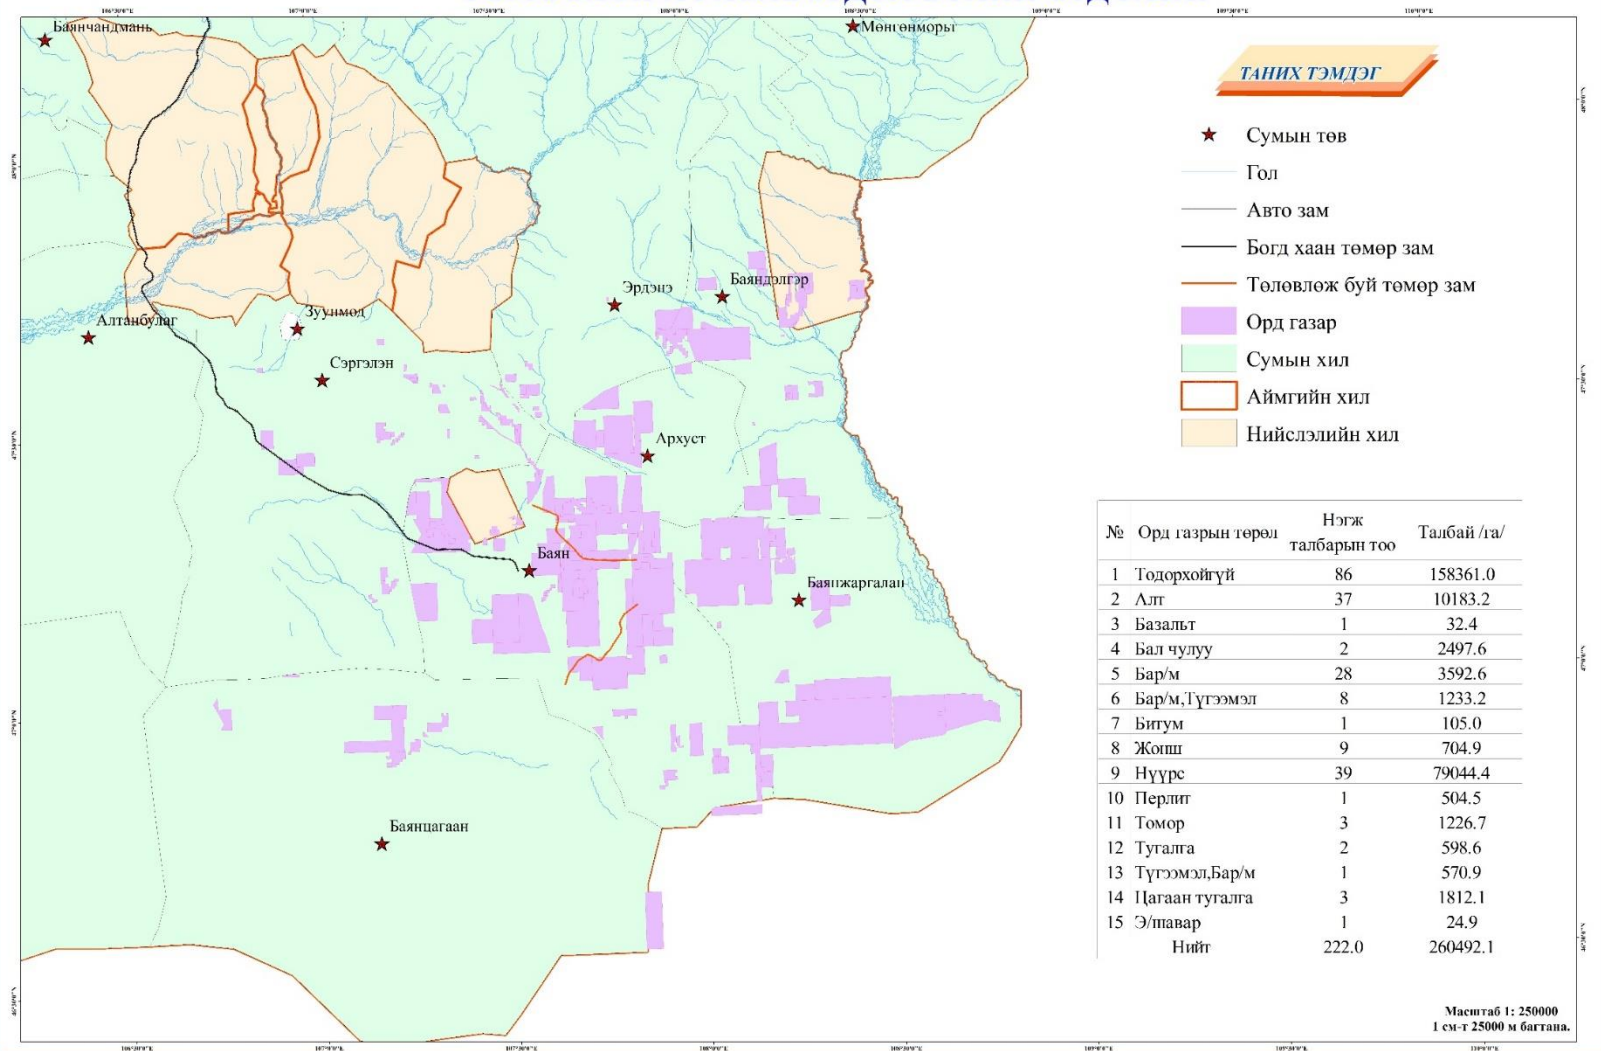 Баянчандмань
Мөнгөнморьт
Эрдэнэ
Баяндэлгэр
Алтанбулаг
Зуунмод
Сэргэлэн
Архуст
Баян
Баянжаргалан
Баянцагаан
ТАНИХ ТЭМДЭГ
Сумын төв
Гол
Авто зам
Богд хаан төмөр зам
Төлөвлөж буй төмөр зам
Орд газар
Сумын хил
Аймгийн хил
Нийслэлийн хил
№ Орд газрын төрөл Нэгж талбарын тоо Талбай /га/
1 Тодорхойгүй 86 158361.0
2 Алт 37 10183.2
3 Базальт 1 32.4
4 Бал чулуу 2 2497.6
5 Бар/м 28 3592.6
6 Бар/м,Түгээмэл 8 1233.2
7 Битум 1 105.0
8 Жонш 9 704.9
9 Нүүрс 39 79044.4
10 Перлит 1 504.5
11 Төмөр 3 1226.7
12 Тугалга 2 598.6
13 Түгээмэл,Бар/м 1 570.9
14 Цагаан тугалга 3 1812.1
15 Э/шавар 1 24.9
Нийт 222.0 260492.1
Масштаб 1: 250000
1 см-т 25000 м багтана.